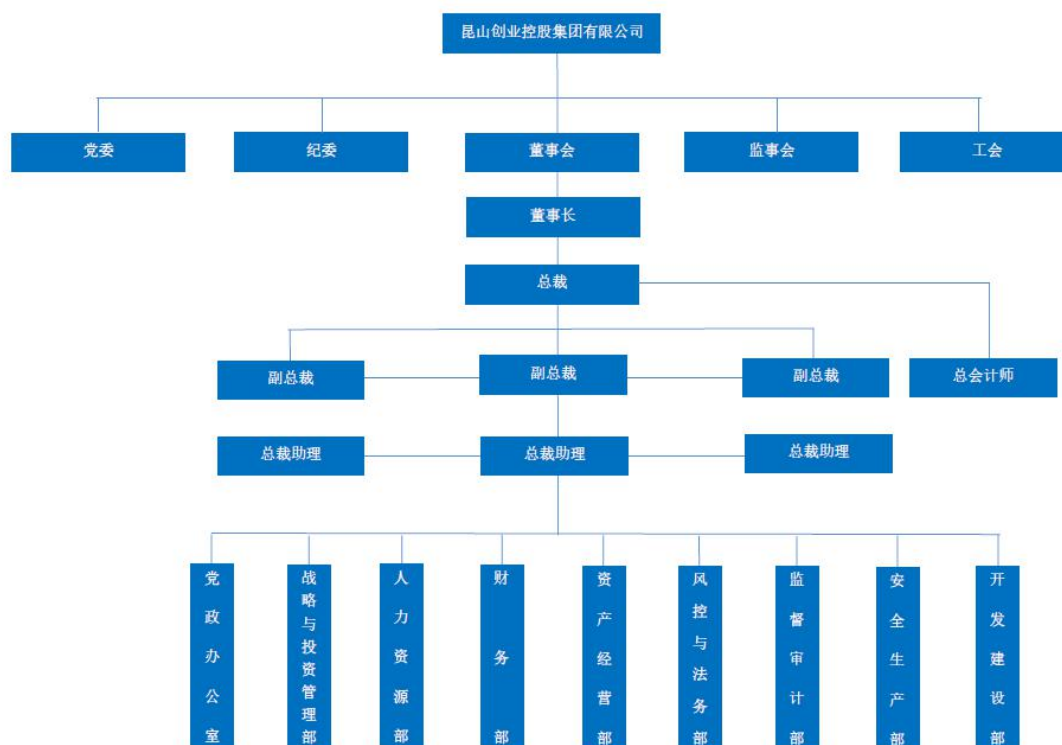 昆山创业控股集团有限公司
党委
纪委
董事会
监事会
工会
董事长
总裁
副总裁
副总裁
副总裁
总会计师
总裁助理
总裁助理
总裁助理
党政办公室
战略与投资管理部
人力资源部
财务部
资产经营部
风控与法务部
监督审计部
安全生产部
开发建设部